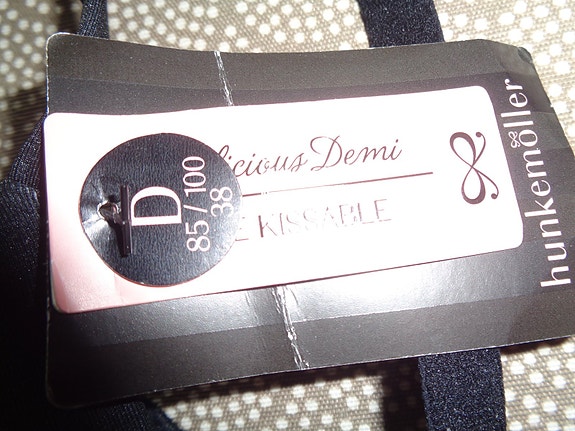 licious Demi
E KISSABLE
D
85 / 100
38
hunkemöller